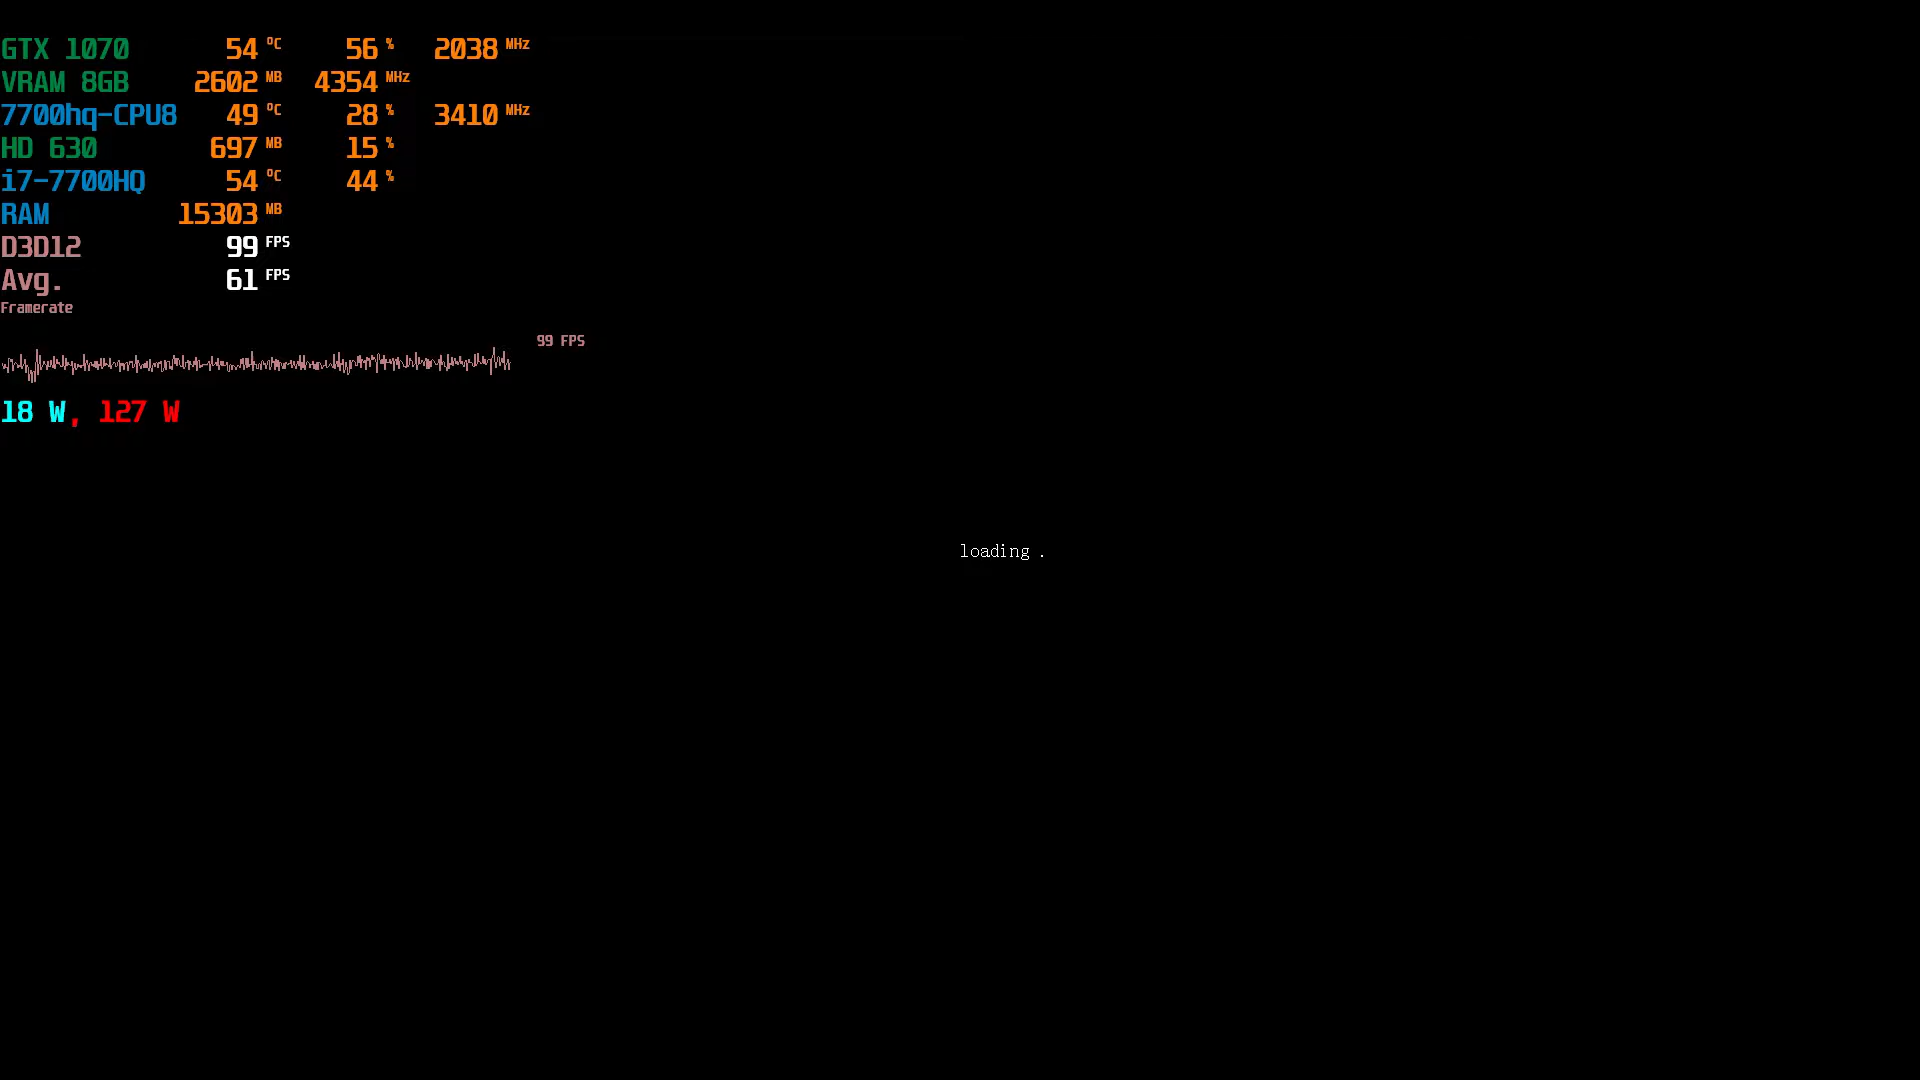 GTX 1070 54 °C 56 % 2038 MHz
VRAM 8GB 2602 MB 4354 MHz
7700hq-CPU8 49 °C 28 % 3410 MHz
HD 630 697 MB 15 %
i7-7700HQ 54 °C 44 %
RAM 15303 MB
D3D12 99 FPS
Avg. 61 FPS
Framerate
99 FPS
18 W, 127 W
loading .